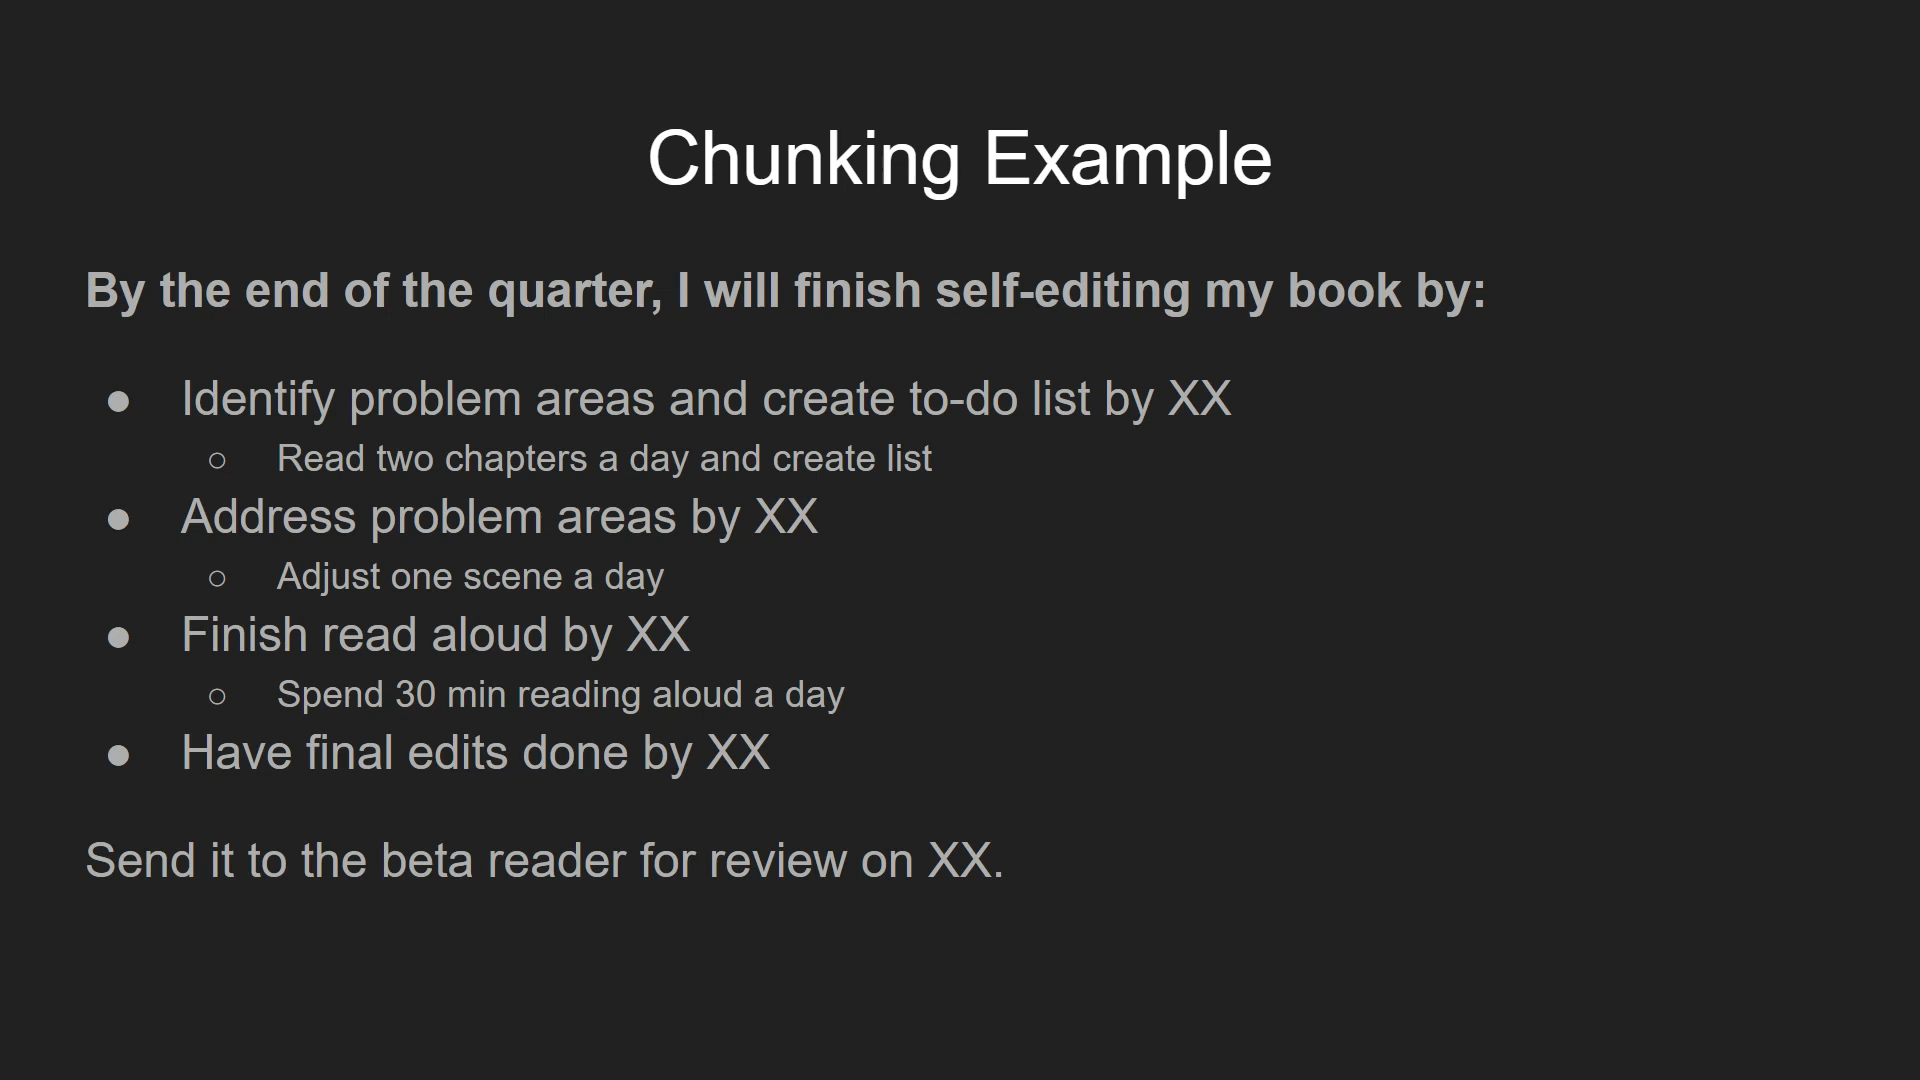 Chunking Example
By the end of the quarter, I will finish self-editing my book by:
● Identify problem areas and create to-do list by XX
○ Read two chapters a day and create list
● Address problem areas by XX
○ Adjust one scene a day
● Finish read aloud by XX
○ Spend 30 min reading aloud a day
● Have final edits done by XX
Send it to the beta reader for review on XX.